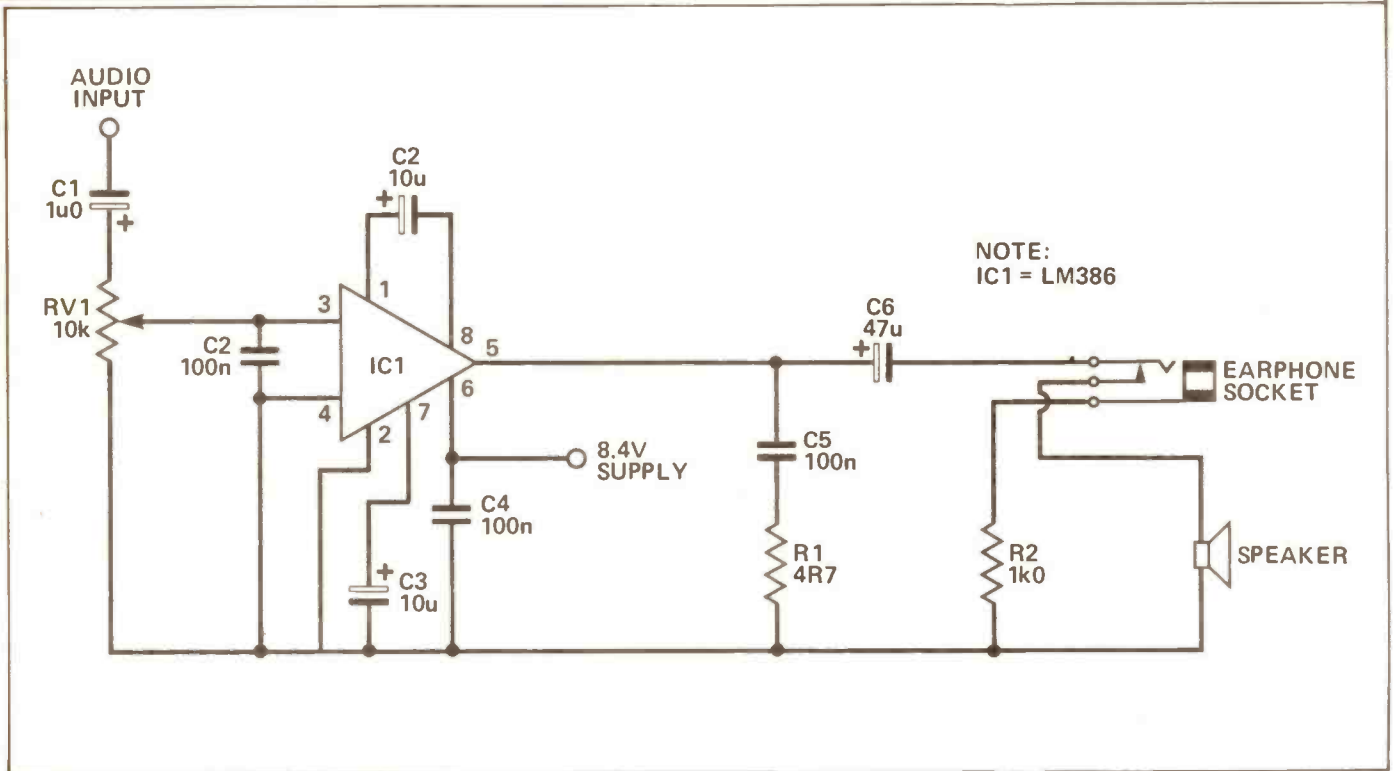 AUDIO
INPUT
C1
1u0
+
RV1
10k
C2
100n
C2
10u
+
3
1
8
5
IC1
6
4
7
2
+
C3
10u
C4
100n
8.4V
SUPPLY
NOTE:
IC1 = LM386
C6
47u
+
C5
100n
R1
4R7
R2
1k0
EARPHONE
SOCKET
SPEAKER